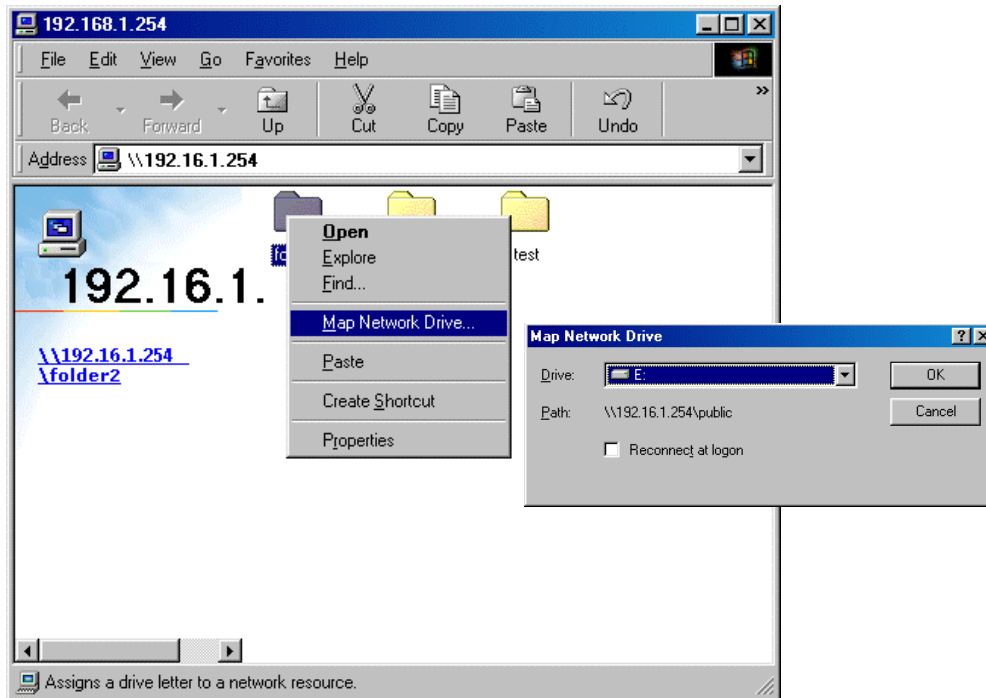 192.168.1.254
File Edit View Go Favorites Help
Back Forward Up Cut Copy Paste Undo »
Address \\192.16.1.254
test
192.16.1.
\\192.16.1.254
\folder2
Open
Explore
Find...
Map Network Drive...
Paste
Create Shortcut
Properties
Map Network Drive
Drive: E: OK
Path: \\192.16.1.254\public Cancel
Reconnect at logon
Assigns a drive letter to a network resource.